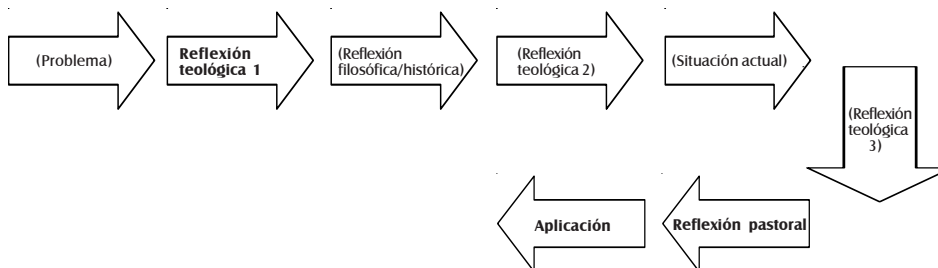 (Problema)
Reflexión
teológica 1
(Reflexión
filosófica/histórica)
(Reflexión
teológica 2)
(Situación actual)
(Reflexión
teológica
3)
Reflexión pastoral
Aplicación